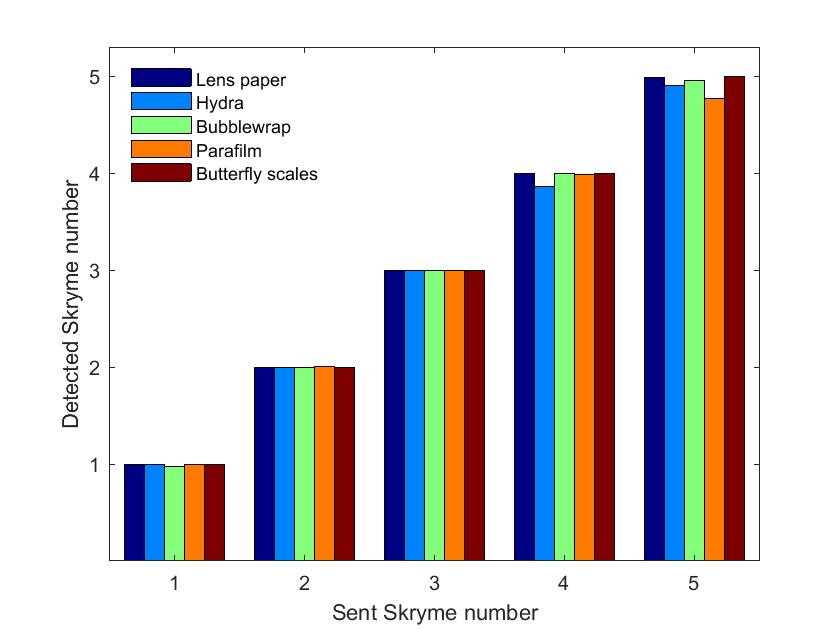 5
4
3
2
1
Detected Skryme number
Lens paper
Hydra
Bubblewrap
Parafilm
Butterfly scales
1 2 3 4 5
Sent Skryme number